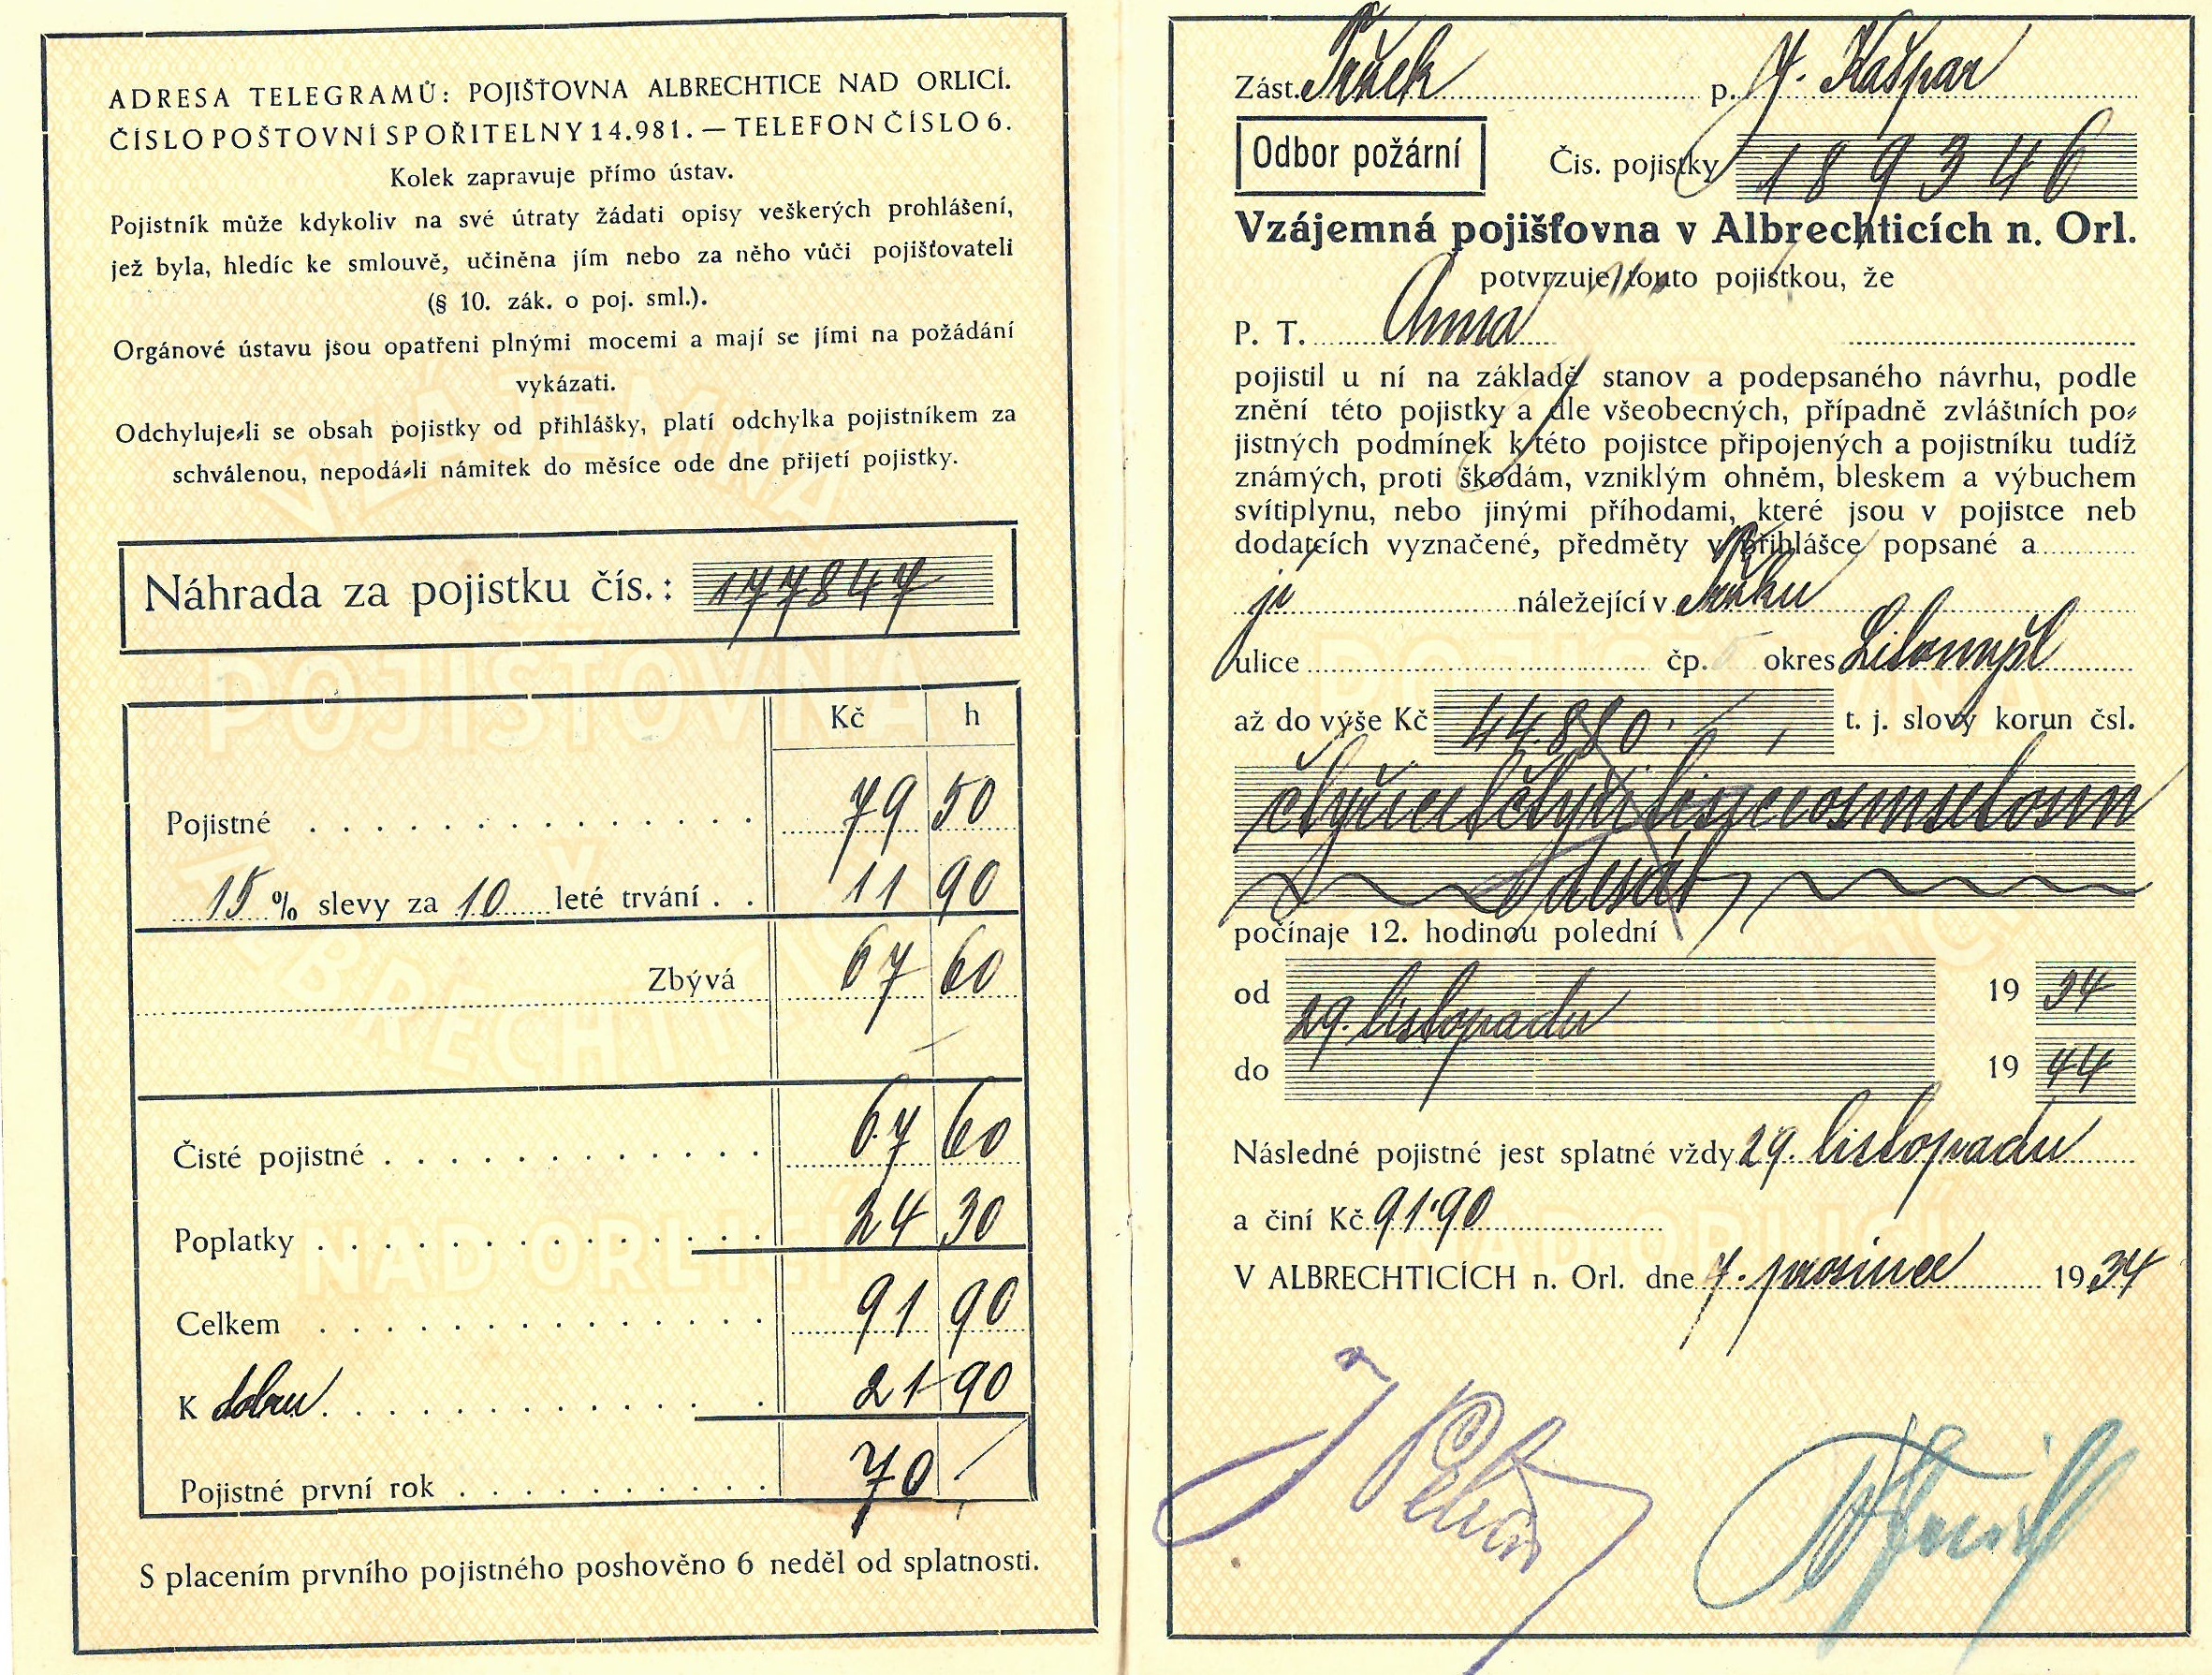 ADRESA TELEGRAMŮ: POJIŠŤOVNA ALBRECHTICE NAD ORLICÍ.
ČÍSLO POŠTOVNÍ SPOŘITELNY 14.981. — TELEFON ČÍSLO 6.
Kolek zapravuje přímo ústav.
Pojistník může kdykoliv na své útraty žádati opisy veškerých prohlášení,
jež byla, hledíc ke smlouvě, učiněna jím nebo za něho vůči pojišťovateli
(§ 10. zák. o poj. sml.).
Orgánové ústavu jsou opatřeni plnými mocemi a mají se jími na požádání
vykázati.
Odchyluje-li se obsah pojistky od přihlášky, platí odchylka pojistníkem za
schválenou, nepodá-li námitek do měsíce ode dne přijetí pojistky.
Náhrada za pojistku čís.: 177847
Kč h
Pojistné 79 50
15 % slevy za 10 leté trvání 11 90
Zbývá 67 60
Čisté pojistné 67 60
Poplatky 24 30
Celkem 91 90
K dobru 21 90
Pojistné první rok 70 —
S placením prvního pojistného poshověno 6 neděl od splatnosti.
VZÁJEMNÁ
POJIŠŤOVNA
V
ALBRECHTICÍCH
NAD ORLICÍ
Zást. p. J. Kašpar
Odbor požární Čís. pojistky 189346
Vzájemná pojišťovna v Albrechticích n. Orl.
potvrzuje touto pojistkou, že
P. T. Anna
pojistil u ní na základě stanov a podepsaného návrhu, podle
znění této pojistky a dle všeobecných, případně zvláštních po-
jistných podmínek k této pojistce připojených a pojistníku tudíž
známých, proti škodám, vzniklým ohněm, bleskem a výbuchem
svítiplynu, nebo jinými příhodami, které jsou v pojistce neb
dodatcích vyznačené, předměty v přihlášce popsané a
jí náležející v
ulice čp. 5 okres Litomyšl
až do výše Kč 44.880.— t. j. slovy korun čsl.
čtyřicetčtyřitisíceosmsetosm
desát
počínaje 12. hodinou polední
od 29. listopadu 19 34
do 19 44
Následné pojistné jest splatné vždy 29. listopadu
a činí Kč 91·90
V ALBRECHTICÍCH n. Orl. dne 7. prosince 1934